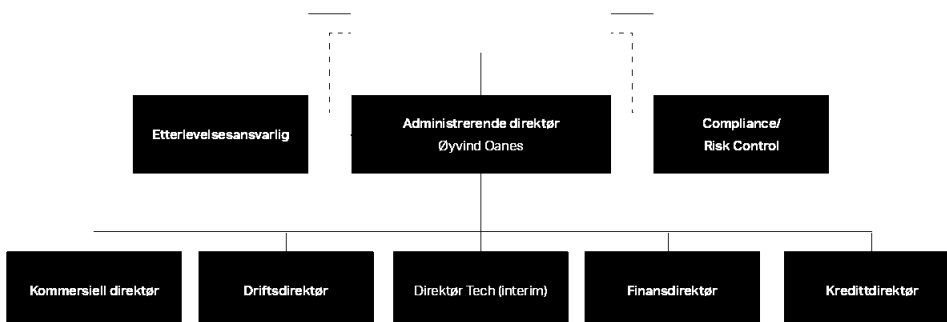 Etterlevelsesansvarlig
Administrerende direktør
Øyvind Oanes
Compliance/
Risk Control
Kommersiell direktør
Driftsdirektør
Direktør Tech (interim)
Finansdirektør
Kredittdirektør